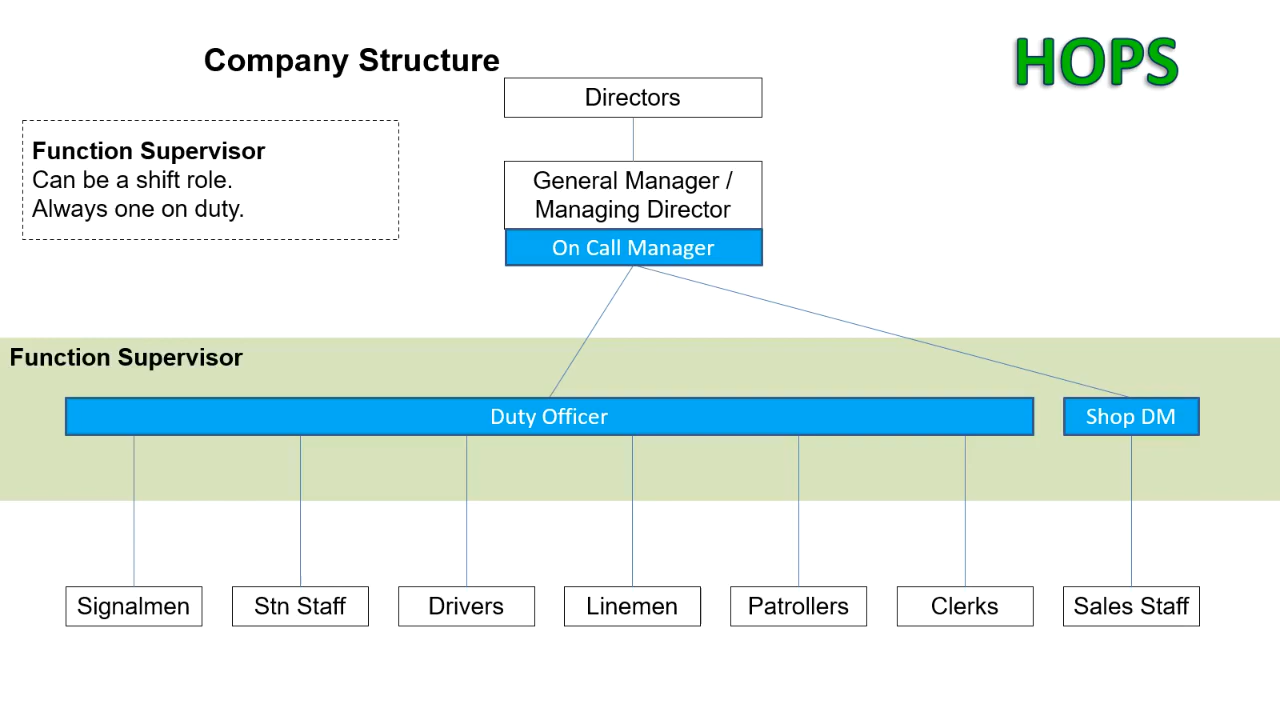 Company Structure
HOPS
Directors
Function Supervisor
Can be a shift role.
Always one on duty.
General Manager /
Managing Director
On Call Manager
Function Supervisor
Duty Officer
Shop DM
Signalmen
Stn Staff
Drivers
Linemen
Patrollers
Clerks
Sales Staff